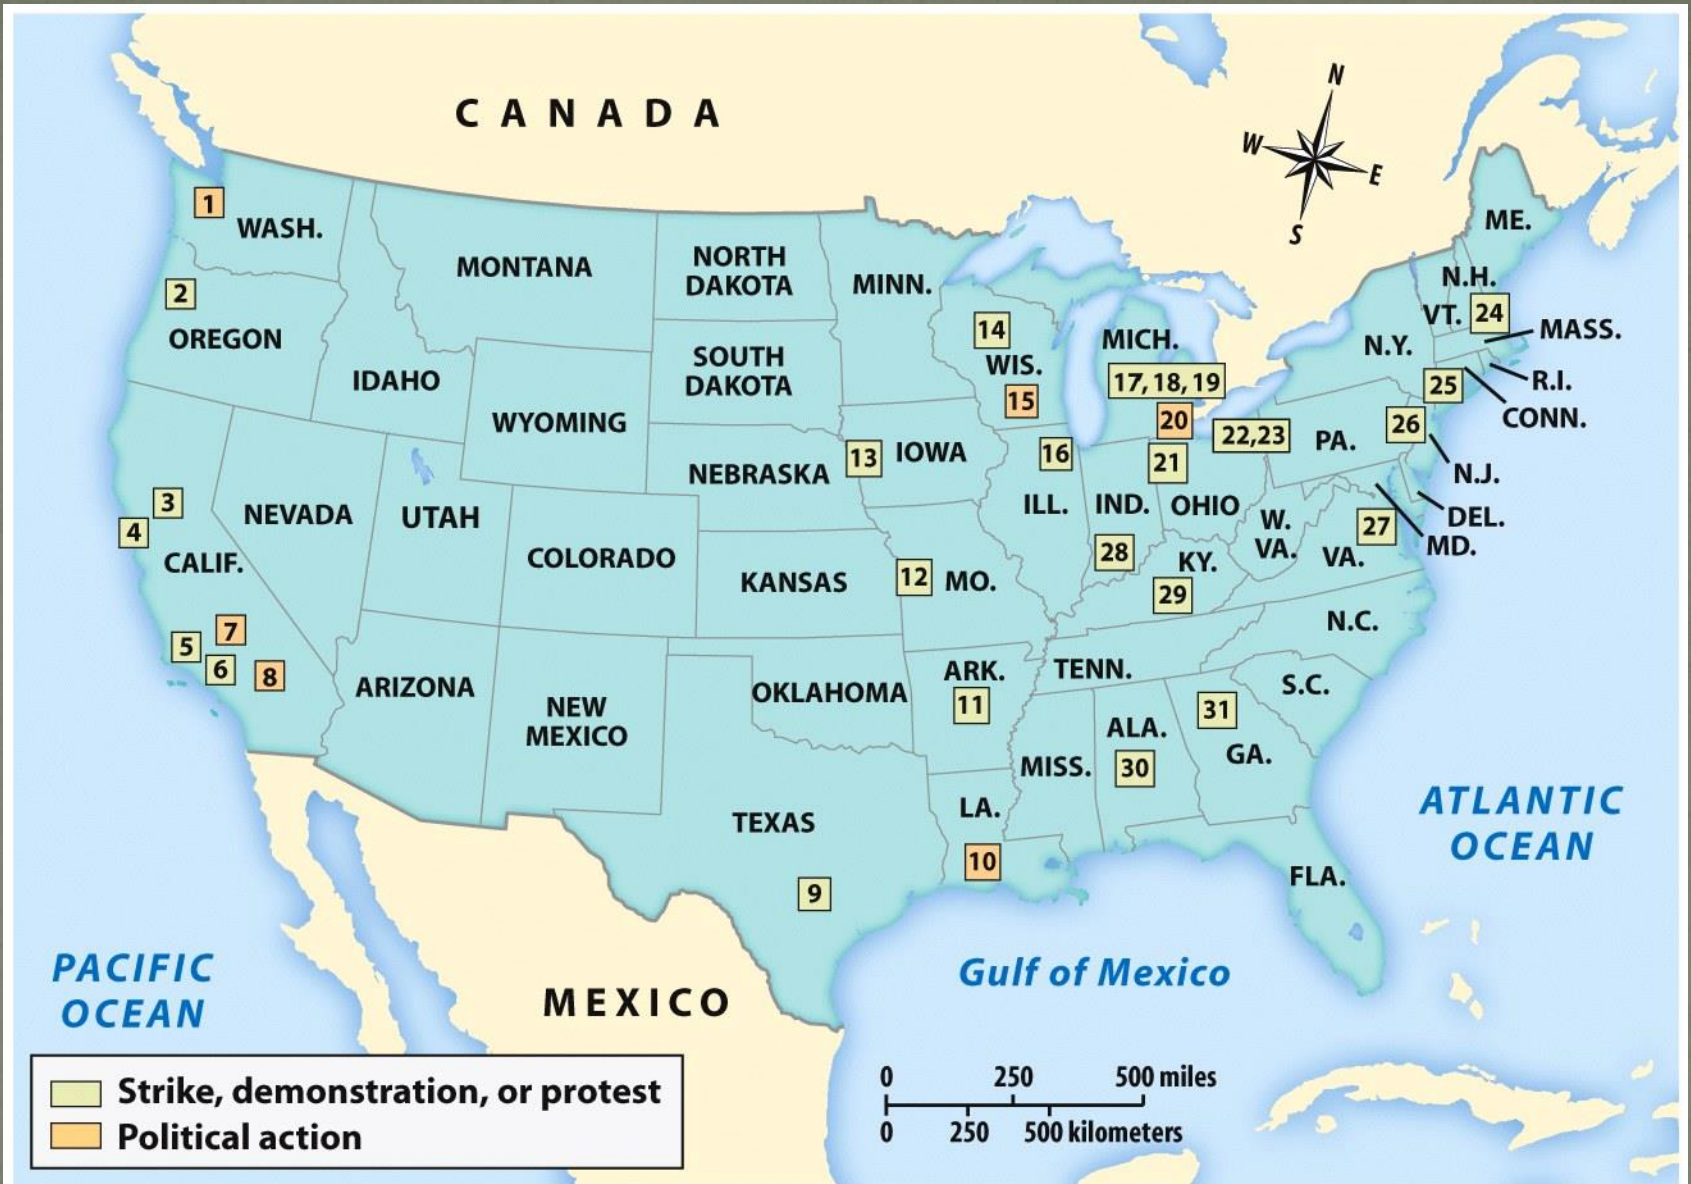 CANADA
N
W
E
S
1
WASH.
ME.
MONTANA
NORTH
DAKOTA
MINN.
N.H.
2
OREGON
VT.
24
MASS.
14
MICH.
N.Y.
WIS.
SOUTH
DAKOTA
IDAHO
17, 18, 19
25
R.I.
15
20
CONN.
WYOMING
22,23
PA.
26
13
IOWA
16
21
N.J.
NEBRASKA
3
4
NEVADA
UTAH
ILL.
IND.
OHIO
W.
VA.
27
DEL.
MD.
CALIF.
COLORADO
KANSAS
12
MO.
28
KY.
VA.
29
N.C.
7
5
6
8
ARIZONA
NEW
MEXICO
OKLAHOMA
ARK.
11
TENN.
S.C.
31
ALA.
30
GA.
MISS.
TEXAS
LA.
10
ATLANTIC
OCEAN
9
FLA.
PACIFIC
OCEAN
Gulf of Mexico
MEXICO
Strike, demonstration, or protest
Political action
0 250 500 miles
0 250 500 kilometers